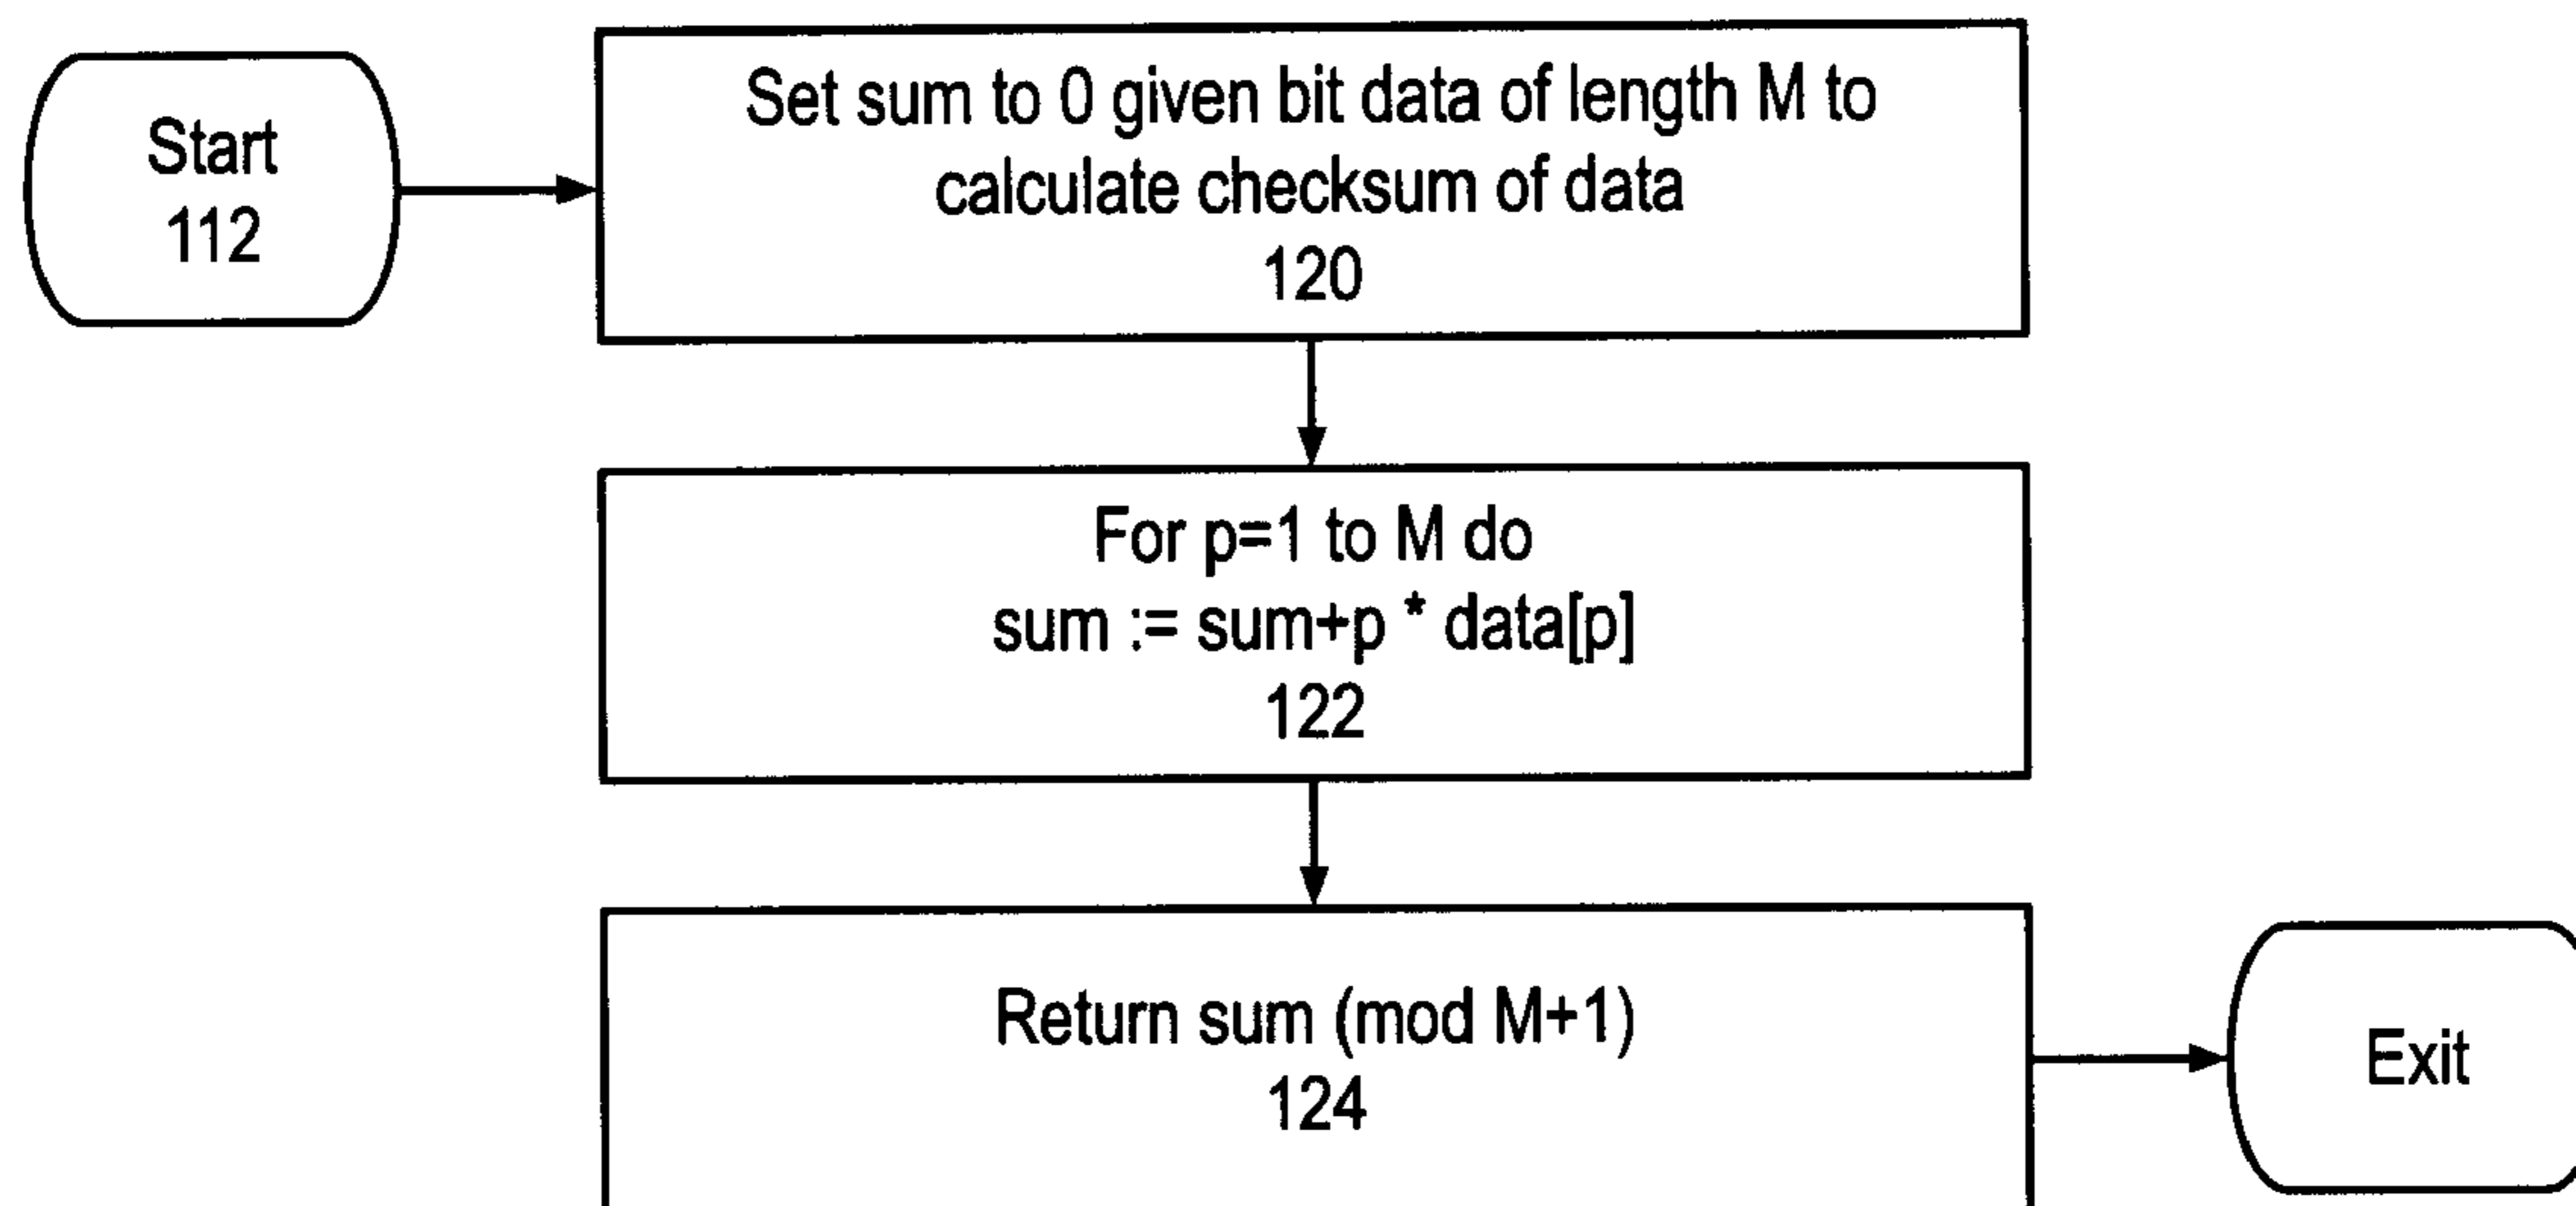 Start
112
Set sum to 0 given bit data of length M to
calculate checksum of data
120
For p=1 to M do
sum := sum+p * data[p]
122
Return sum (mod M+1)
124
Exit